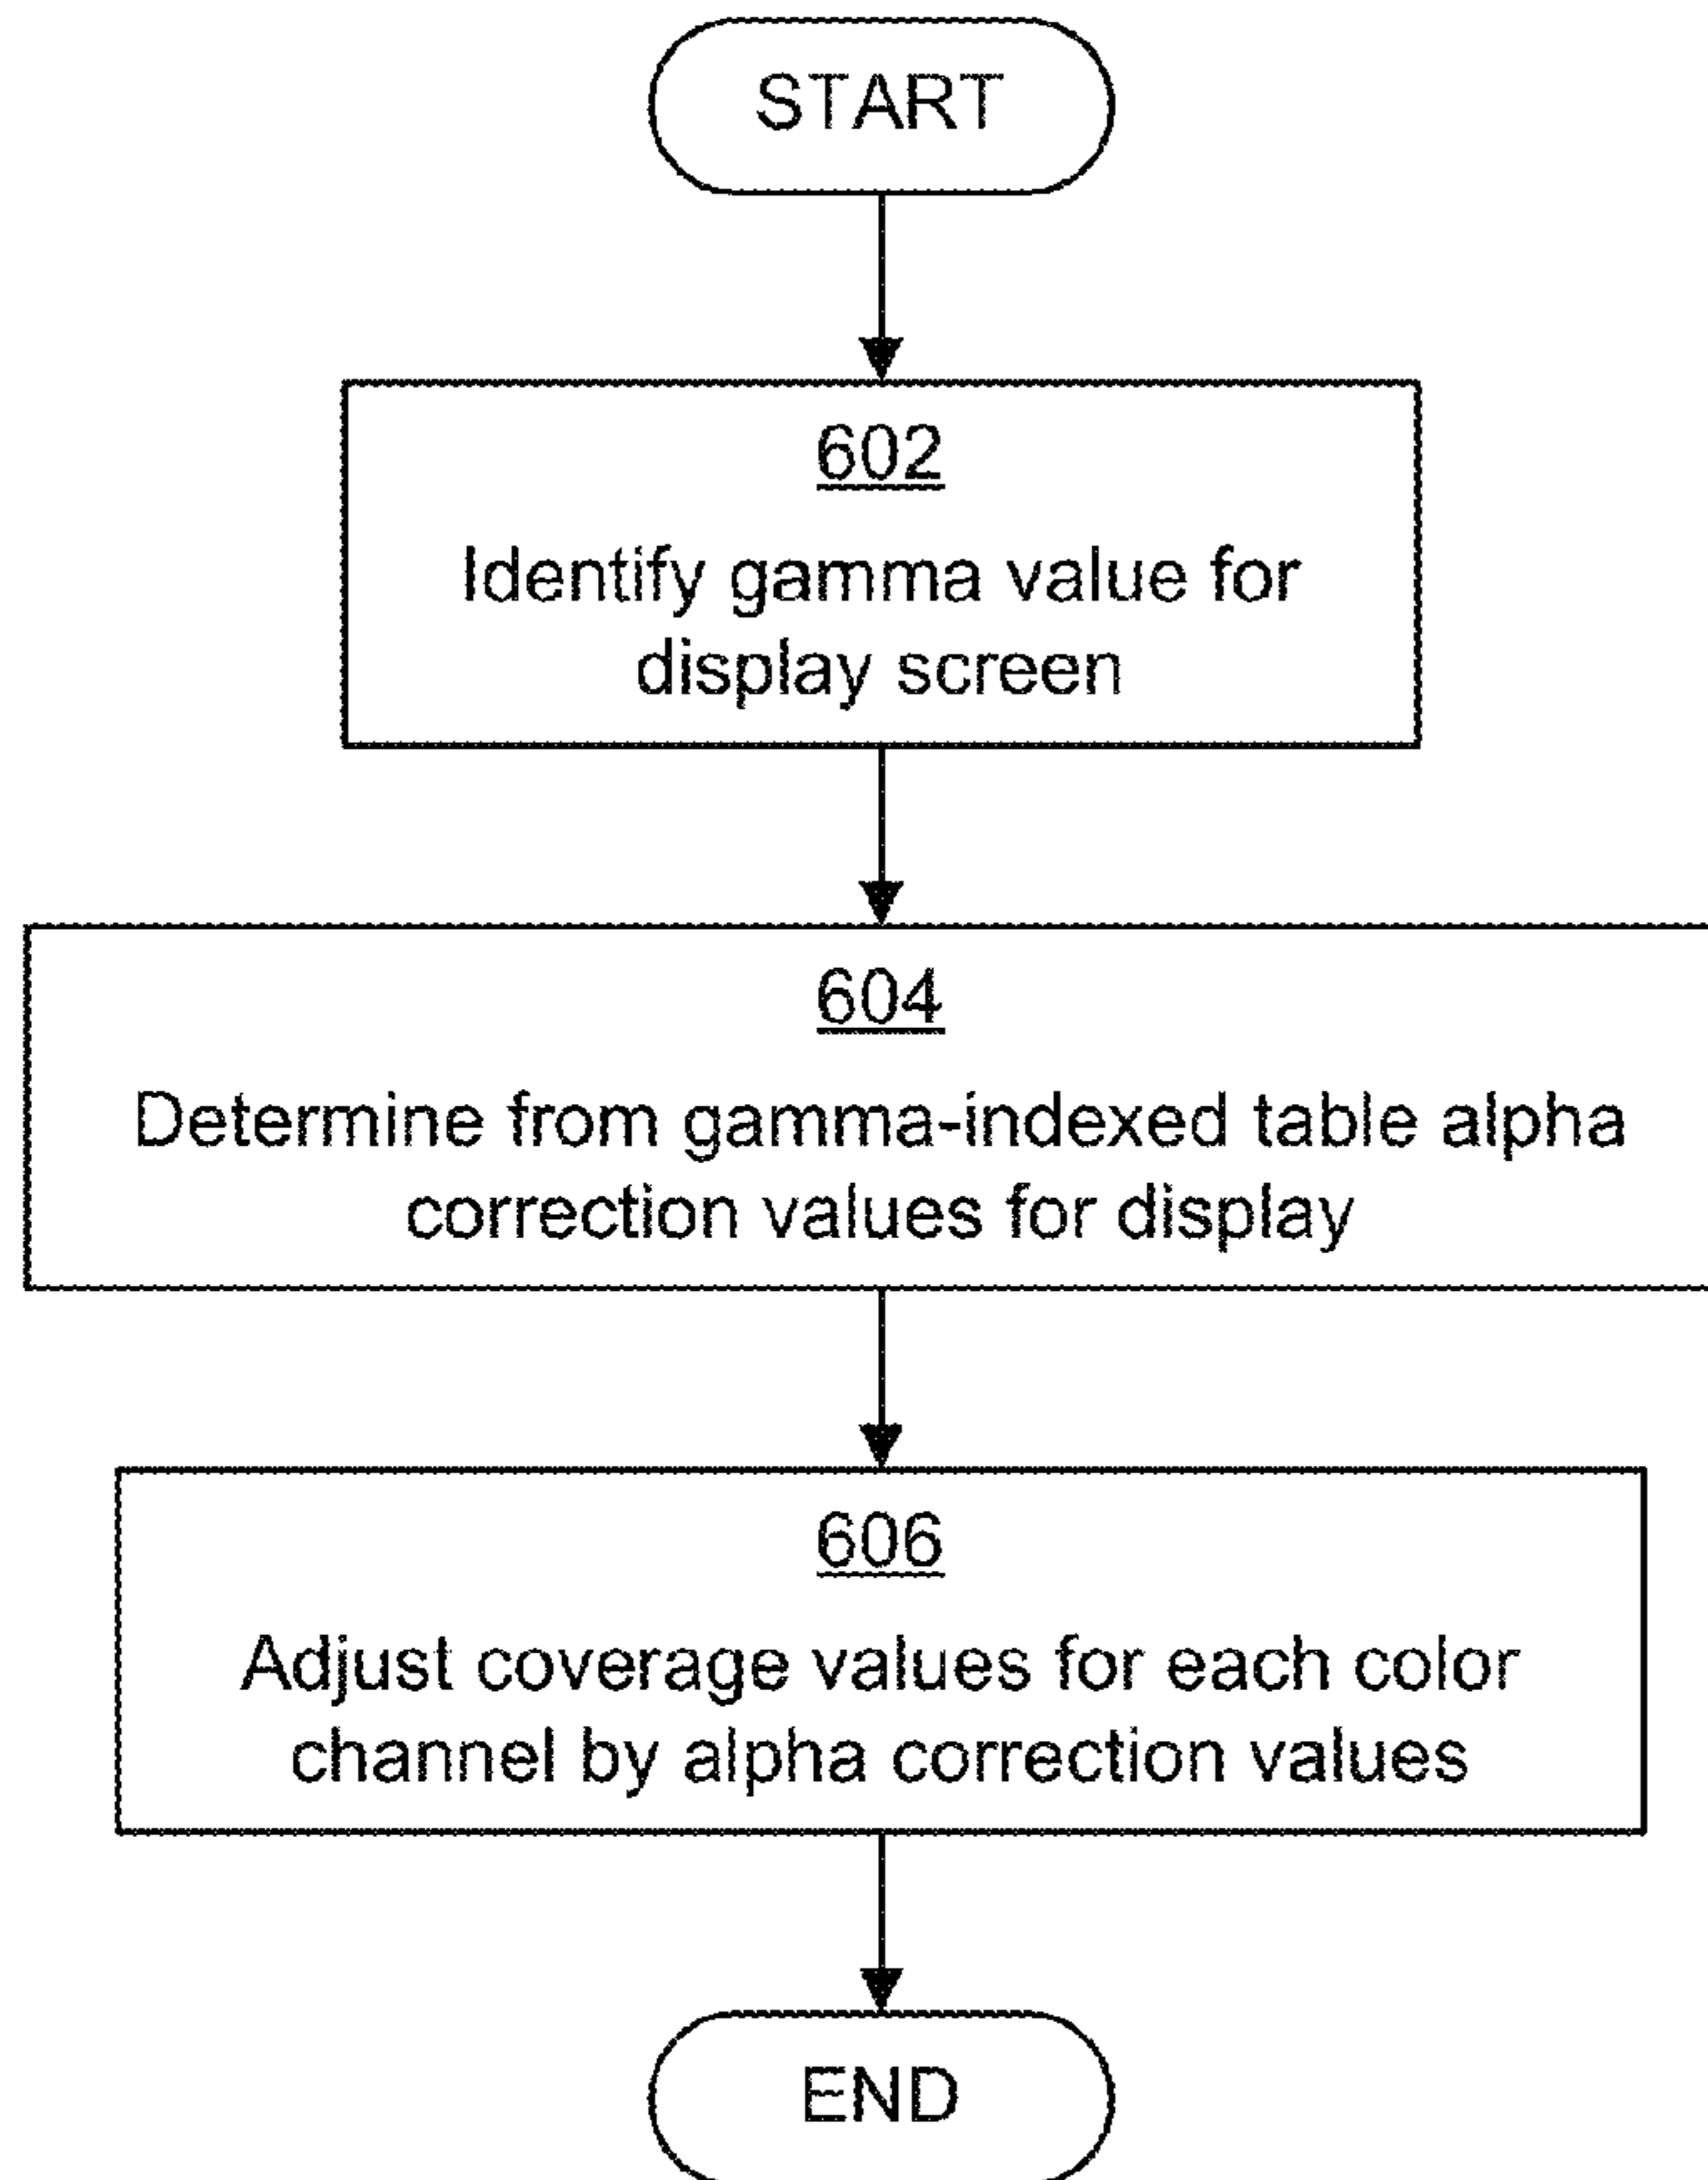 START
602
Identify gamma value for
display screen
604
Determine from gamma-indexed table alpha
correction values for display
606
Adjust coverage values for each color
channel by alpha correction values
END